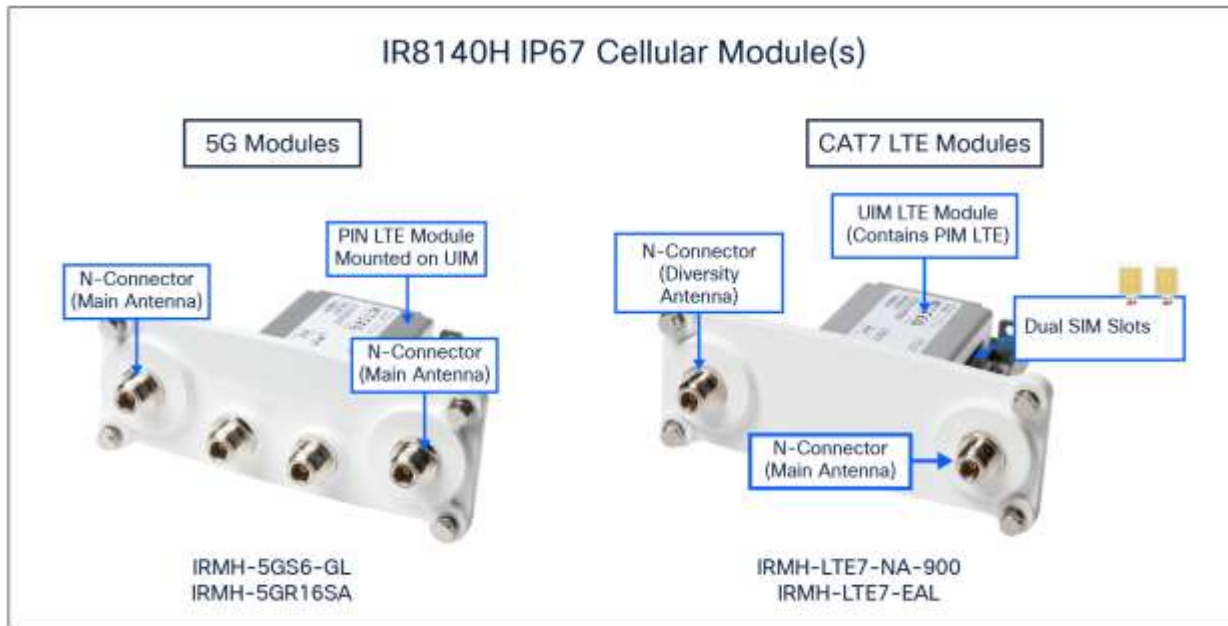 IR8140H IP67 Cellular Module(s)
5G Modules
PIN LTE Module
Mounted on UIM
N-Connector
(Main Antenna)
N-Connector
(Main Antenna)
IRMH-5GS6-GL
IRMH-5GR16SA
CAT7 LTE Modules
UIM LTE Module
(Contains PIM LTE)
N-Connector
(Diversity
Antenna)
Dual SIM Slots
N-Connector
(Main Antenna)
IRMH-LTE7-NA-900
IRMH-LTE7-EAL